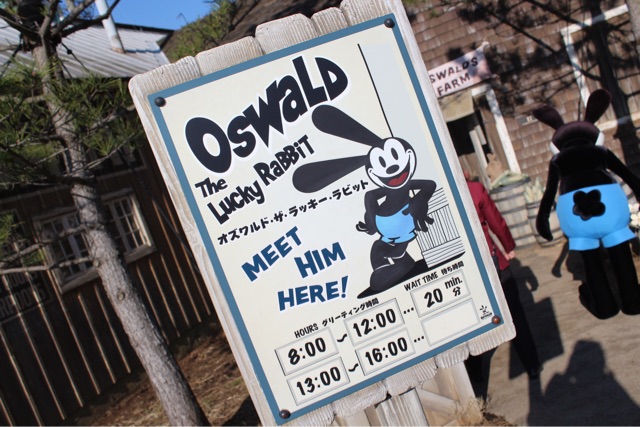 OSWALD
The
LUCKY RABBIT
オズワルド・ザ・ラッキー・ラビット
MEET
HIM
HERE!
HOURS グリーティング時間
WAIT TIME 待ち時間
8:00 ~ 12:00 ... 20 min. 分
13:00 ~ 16:00 ...
OSWALD'S
FARM